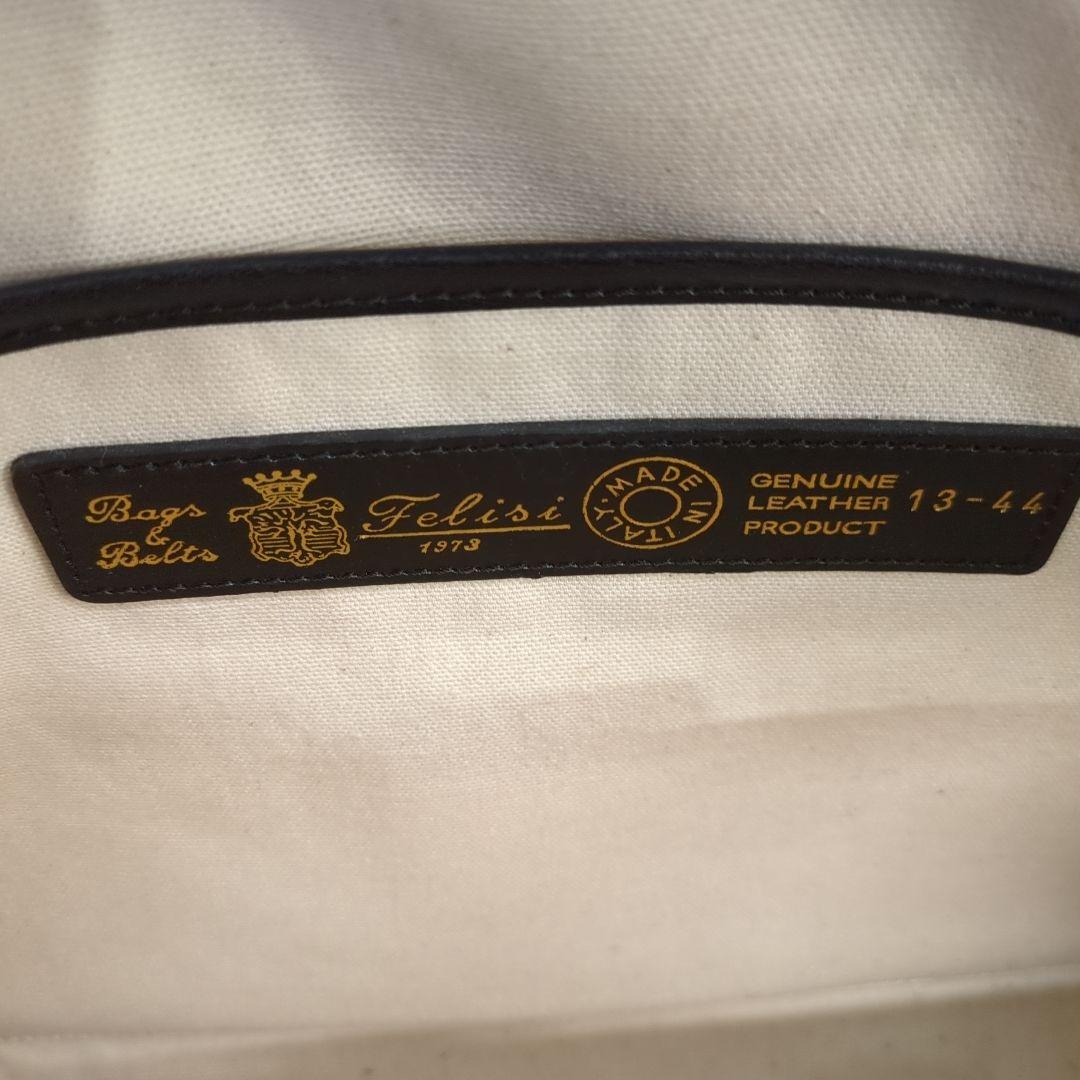 Bags
&
Belts
Felisi
1973
MADE IN ITALY
GENUINE
LEATHER
PRODUCT
13-44